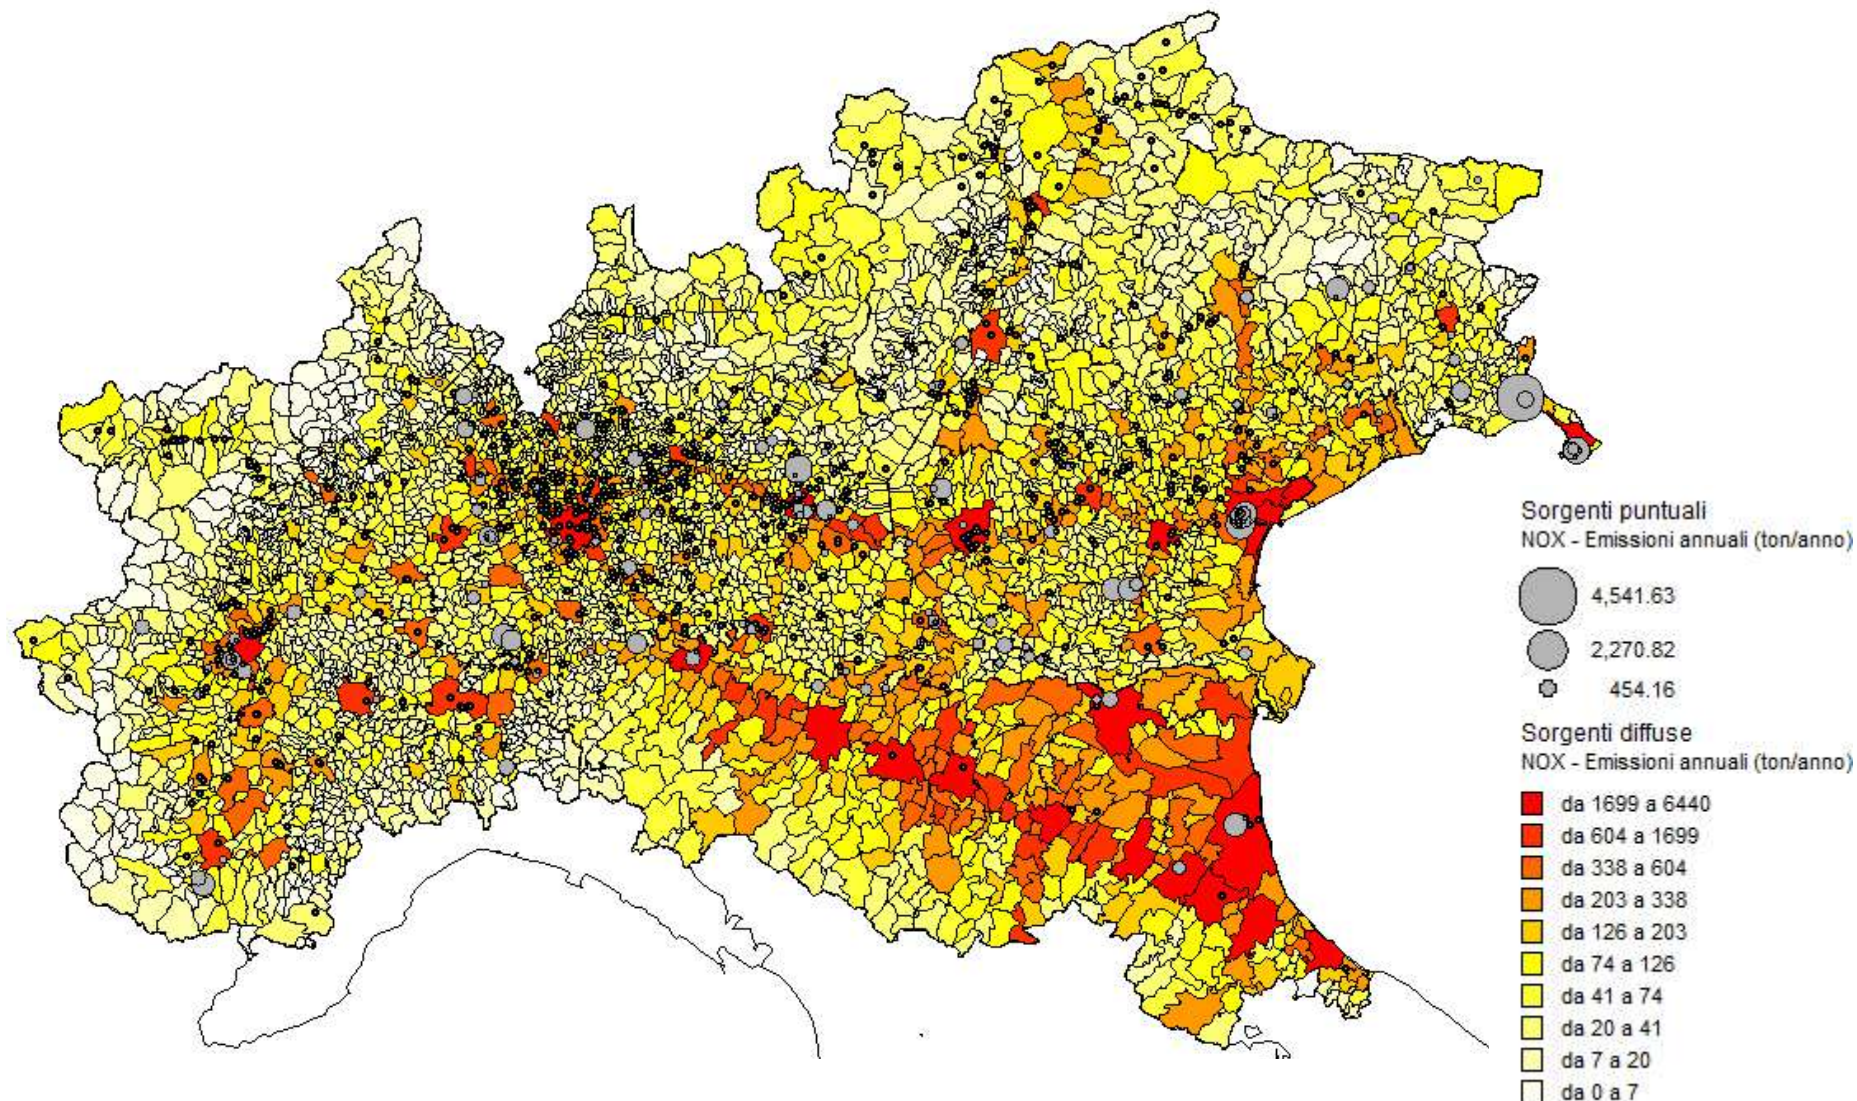 Sorgenti puntuali
NOX - Emissioni annuali (ton/anno)
4,541.63
2,270.82
454.16
Sorgenti diffuse
NOX - Emissioni annuali (ton/anno)
da 1699 a 6440
da 604 a 1699
da 338 a 604
da 203 a 338
da 126 a 203
da 74 a 126
da 41 a 74
da 20 a 41
da 7 a 20
da 0 a 7